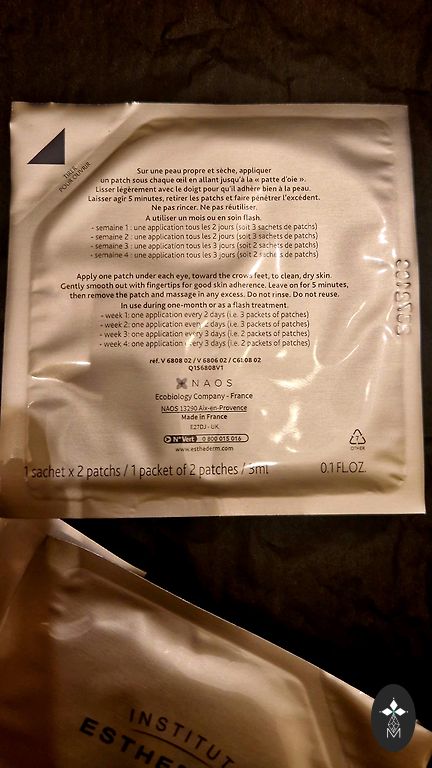 TIREZ
POUR OUVRIR
Sur une peau propre et sèche, appliquer
un patch sous chaque œil en allant jusqu'à la « patte d'oie ».
Lisser légèrement avec le doigt pour qu'il adhère bien à la peau.
Laisser agir 5 minutes, retirer les patchs et faire pénétrer l'excédent.
Ne pas rincer. Ne pas réutiliser.
A utiliser un mois ou en soin flash.
- semaine 1 : une application tous les 2 jours (soit 3 sachets de patchs)
- semaine 2 : une application tous les 2 jours (soit 3 sachets de patchs)
- semaine 3 : une application tous les 3 jours (soit 2 sachets de patchs)
- semaine 4 : une application tous les 3 jours (soit 2 sachets de patchs)
Apply one patch under each eye, toward the crows feet, to clean, dry skin.
Gently smooth out with fingertips for good skin adherence. Leave on for 5 minutes,
then remove the patch and massage in any excess. Do not rinse. Do not reuse.
In use during one-month or as a flash treatment.
- week 1: one application every 2 days (i.e. 3 packets of patches)
- week 2: one application every 2 days (i.e. 3 packets of patches)
- week 3: one application every 3 days (i.e. 2 packets of patches)
- week 4: one application every 3 days (i.e. 2 packets of patches)
réf. V 6808 02 / V 6806 02 / C61 08 02
Q1S6808V1
NAOS
Ecobiology Company - France
NAOS 13290 Aix-en-Provence
Made in France
E27DJ - UK
N° Vert 0 800 015 016
www.esthederm.com
7
OTHER
1 sachet x 2 patchs / 1 packet of 2 patches / 3ml 0.1 FL.OZ.
INSTITUT